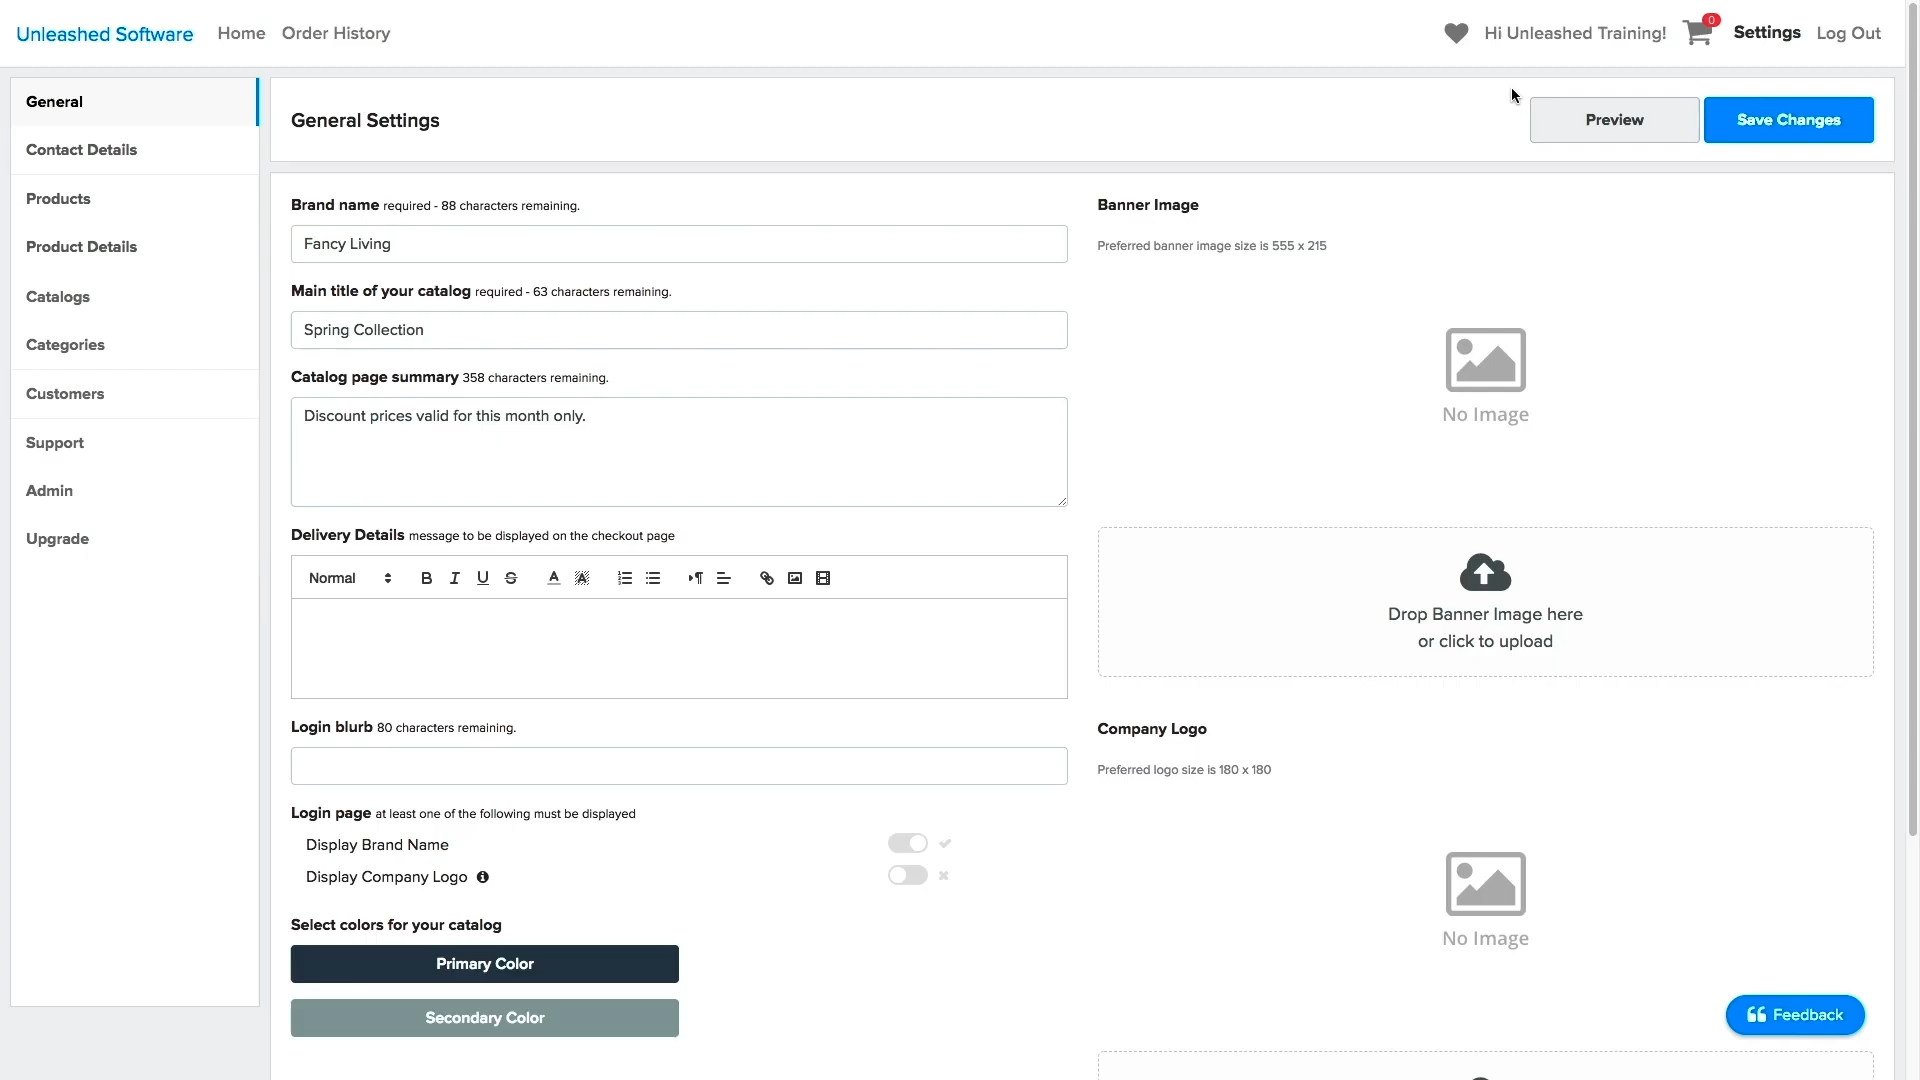 Unleashed Software
Home
Order History
Hi Unleashed Training!
0
Settings
Log Out
General
Contact Details
Products
Product Details
Catalogs
Categories
Customers
Support
Admin
Upgrade
General Settings
Preview
Save Changes
Brand name required - 88 characters remaining.
Fancy Living
Main title of your catalog required - 63 characters remaining.
Spring Collection
Catalog page summary 358 characters remaining.
Discount prices valid for this month only.
Delivery Details message to be displayed on the checkout page
Normal
Login blurb 80 characters remaining.
Login page at least one of the following must be displayed
Display Brand Name
Display Company Logo
Select colors for your catalog
Primary Color
Secondary Color
Banner Image
Preferred banner image size is 555 x 215
No Image
Drop Banner Image here
or click to upload
Company Logo
Preferred logo size is 180 x 180
No Image
Feedback